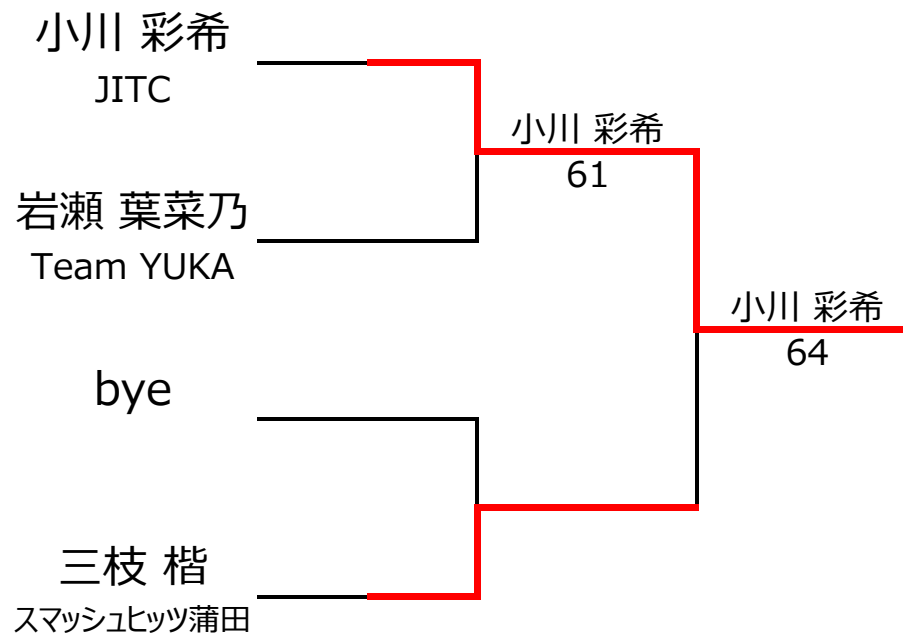 小川 彩希
JITC
小川 彩希
61
岩瀬 葉菜乃
Team YUKA
小川 彩希
64
bye
三枝 楷
スマッシュヒッツ蒲田